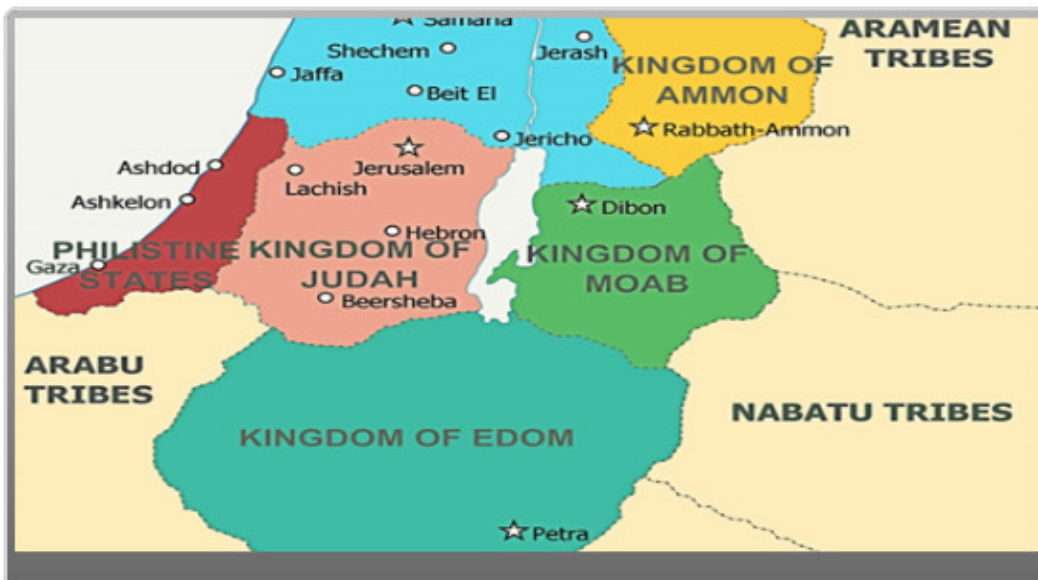 Samaria
Shechem
Jerash
ARAMEAN
TRIBES
Jaffa
KINGDOM OF
AMMON
Beit El
Rabbath-Ammon
Jericho
Ashdod
Jerusalem
Lachish
Ashkelon
Dibon
Hebron
PHILISTINE
STATES
KINGDOM OF
JUDAH
KINGDOM OF
MOAB
Gaza
Beersheba
ARABU
TRIBES
NABATU TRIBES
KINGDOM OF EDOM
Petra